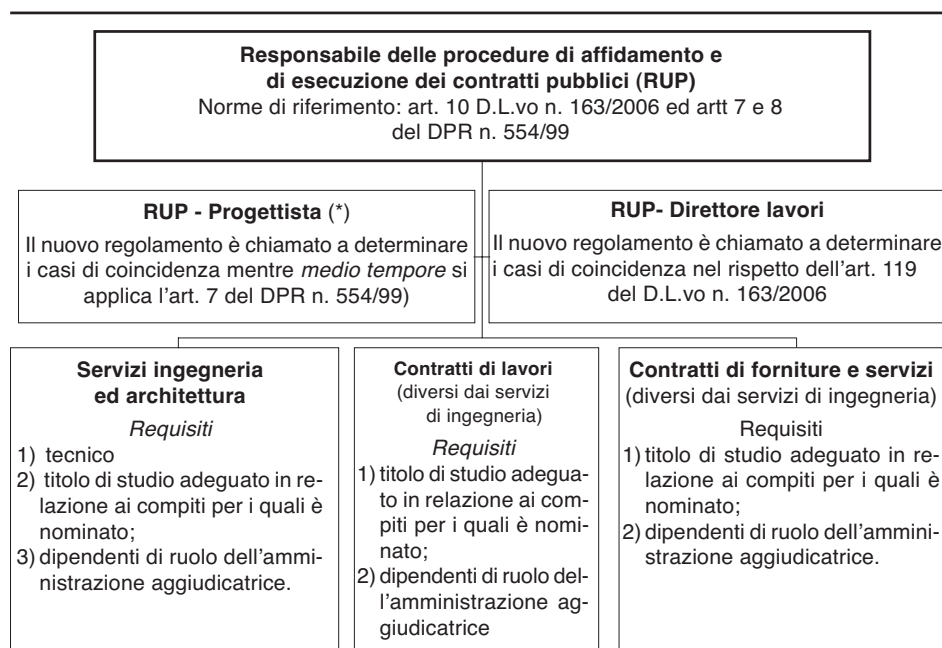 Responsabile delle procedure di affidamento e
di esecuzione dei contratti pubblici (RUP)
Norme di riferimento: art. 10 D.L.vo n. 163/2006 ed artt 7 e 8
del DPR n. 554/99
RUP - Progettista (*)
Il nuovo regolamento è chiamato a determinare
i casi di coincidenza mentre medio tempore si
applica l'art. 7 del DPR n. 554/99)
RUP- Direttore lavori
Il nuovo regolamento è chiamato a determinare
i casi di coincidenza nel rispetto dell'art. 119
del D.L.vo n. 163/2006
Servizi ingegneria
ed architettura
Requisiti
1) tecnico
2) titolo di studio adeguato in re-
lazione ai compiti per i quali è
nominato;
3) dipendenti di ruolo dell'ammi-
nistrazione aggiudicatrice.
Contratti di lavori
(diversi dai servizi
di ingegneria)
Requisiti
1) titolo di studio adegua-
to in relazione ai com-
piti per i quali è nomi-
nato;
2) dipendenti di ruolo del-
l'amministrazione ag-
giudicatrice
Contratti di forniture e servizi
(diversi dai servizi di ingegneria)
Requisiti
1) titolo di studio adeguato in re-
lazione ai compiti per i quali è
nominato;
2) dipendenti di ruolo dell'ammini-
strazione aggiudicatrice.